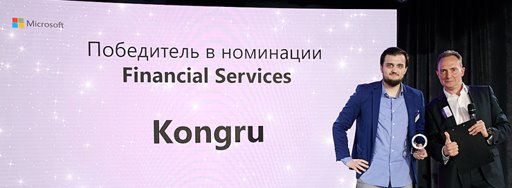 Microsoft
Победитель в номинации
Financial Services
Kongru